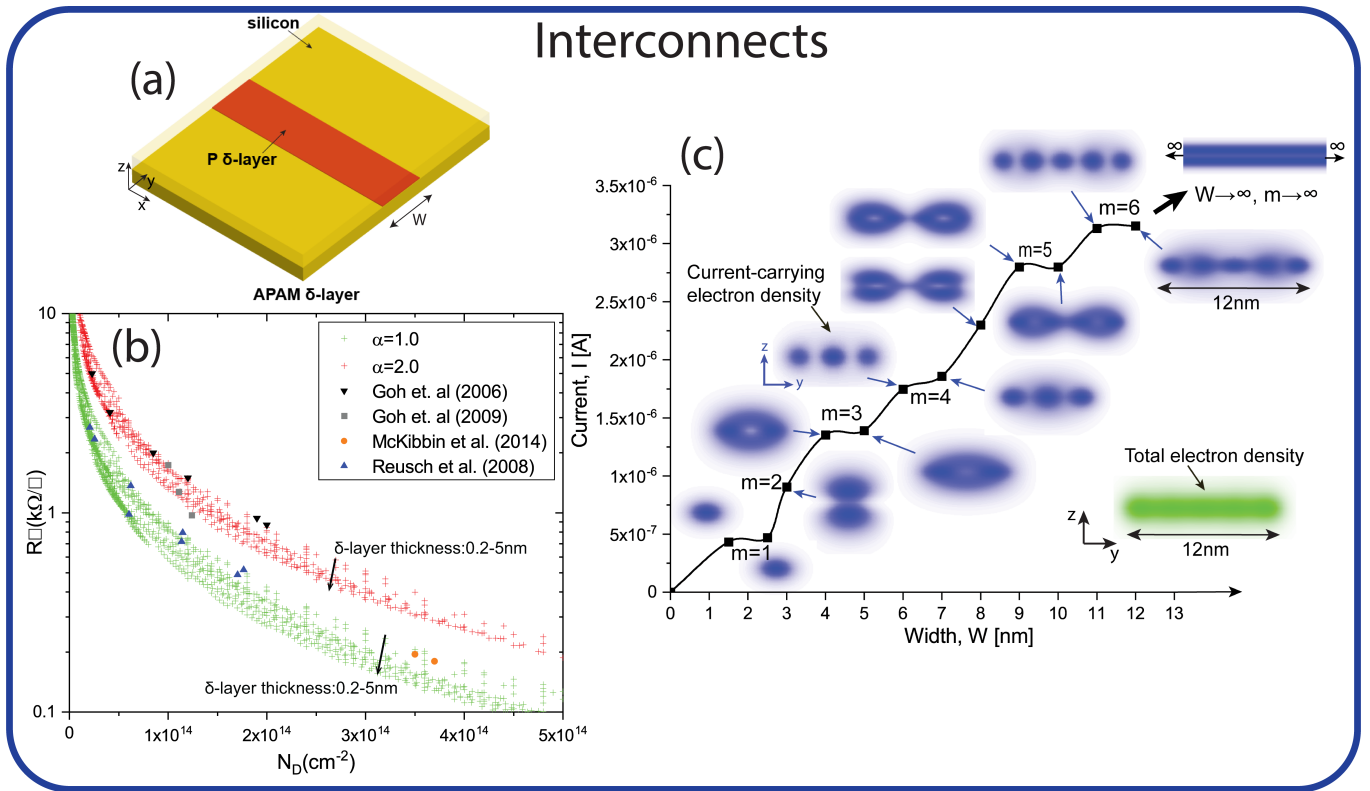 Interconnects
(a)
silicon
P δ-layer
z
y
x
W
APAM δ-layer
(b)
10
1
0.1
R□(kΩ/□)
α=1.0
α=2.0
Goh et. al (2006)
Goh et. al (2009)
McKibbin et al. (2014)
Reusch et al. (2008)
δ-layer thickness:0.2-5nm
δ-layer thickness:0.2-5nm
0
1x10¹⁴
2x10¹⁴
3x10¹⁴
4x10¹⁴
5x10¹⁴
N_D(cm⁻²)
(c)
3.5x10⁻⁶
3x10⁻⁶
2.5x10⁻⁶
2x10⁻⁶
1.5x10⁻⁶
1x10⁻⁶
5x10⁻⁷
0
Current, I [A]
∞
∞
W→∞, m→∞
m=6
m=5
12nm
Current-carrying
electron density
z
y
m=4
m=3
m=2
m=1
Total electron density
z
y
12nm
0
1
2
3
4
5
6
7
8
9
10
11
12
13
Width, W [nm]